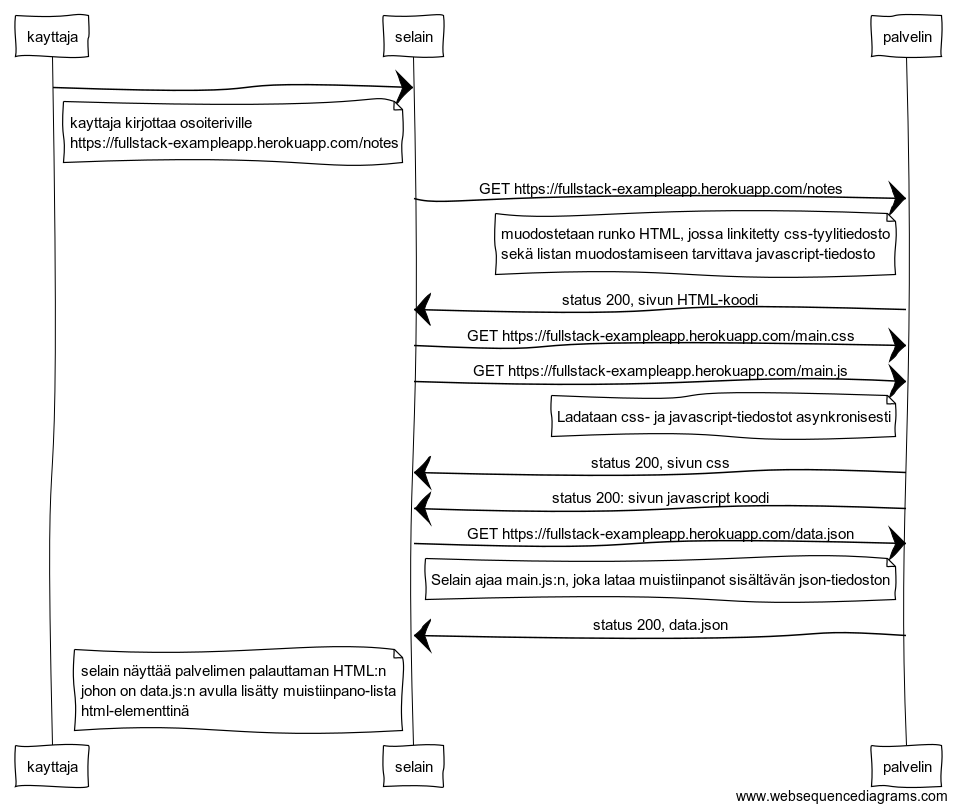 kayttaja
selain
palvelin
kayttaja kirjottaa osoiteriville
https://fullstack-exampleapp.herokuapp.com/notes
GET https://fullstack-exampleapp.herokuapp.com/notes
muodostetaan runko HTML, jossa linkitetty css-tyylitiedosto
sekä listan muodostamiseen tarvittava javascript-tiedosto
status 200, sivun HTML-koodi
GET https://fullstack-exampleapp.herokuapp.com/main.css
GET https://fullstack-exampleapp.herokuapp.com/main.js
Ladataan css- ja javascript-tiedostot asynkronisesti
status 200, sivun css
status 200: sivun javascript koodi
GET https://fullstack-exampleapp.herokuapp.com/data.json
Selain ajaa main.js:n, joka lataa muistiinpanot sisältävän json-tiedoston
status 200, data.json
selain näyttää palvelimen palauttaman HTML:n
johon on data.js:n avulla lisätty muistiinpano-lista
html-elementtinä
kayttaja
selain
palvelin
www.websequencediagrams.com